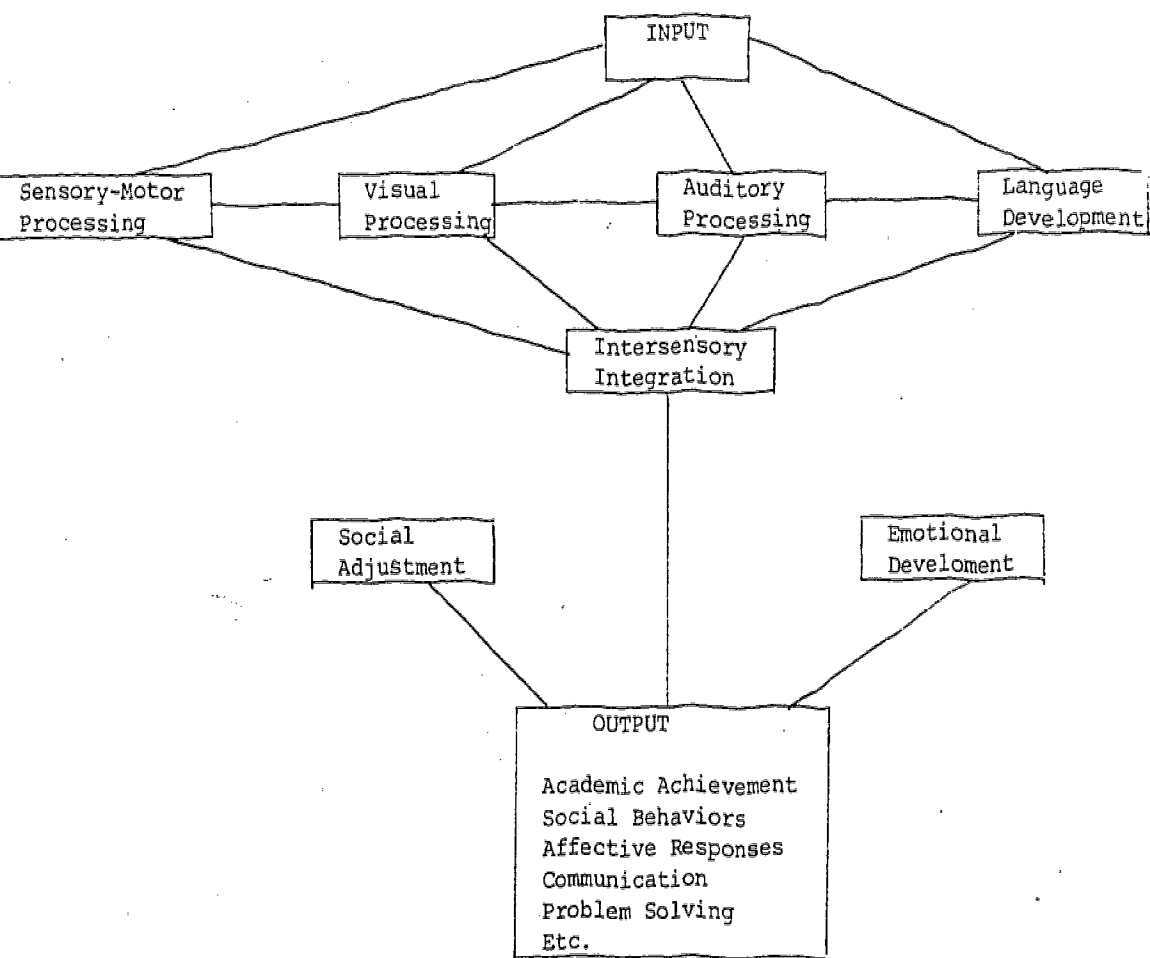 INPUT
Sensory-Motor
Processing
Visual
Processing
Auditory
Processing
Language
Development
Intersensory
Integration
Social
Adjustment
Emotional
Develoment
OUTPUT
Academic Achievement
Social Behaviors
Affective Responses
Communication
Problem Solving
Etc.